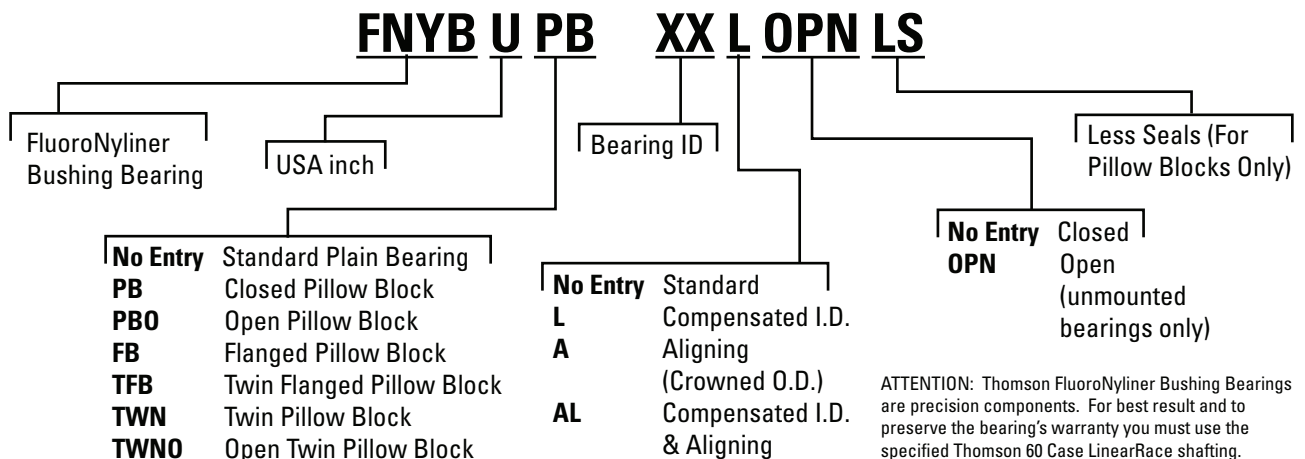 FNYB U PB XX L OPN LS
FluoroNyliner
Bushing Bearing
USA inch
Bearing ID
Less Seals (For
Pillow Blocks Only)
No Entry Standard Plain Bearing
PB Closed Pillow Block
PBO Open Pillow Block
FB Flanged Pillow Block
TFB Twin Flanged Pillow Block
TWN Twin Pillow Block
TWNO Open Twin Pillow Block
No Entry Standard
L Compensated I.D.
A Aligning
(Crowned O.D.)
AL Compensated I.D.
& Aligning
No Entry Closed
OPN Open
(unmounted
bearings only)
ATTENTION: Thomson FluoroNyliner Bushing Bearings
are precision components. For best result and to
preserve the bearing's warranty you must use the
specified Thomson 60 Case LinearRace shafting.